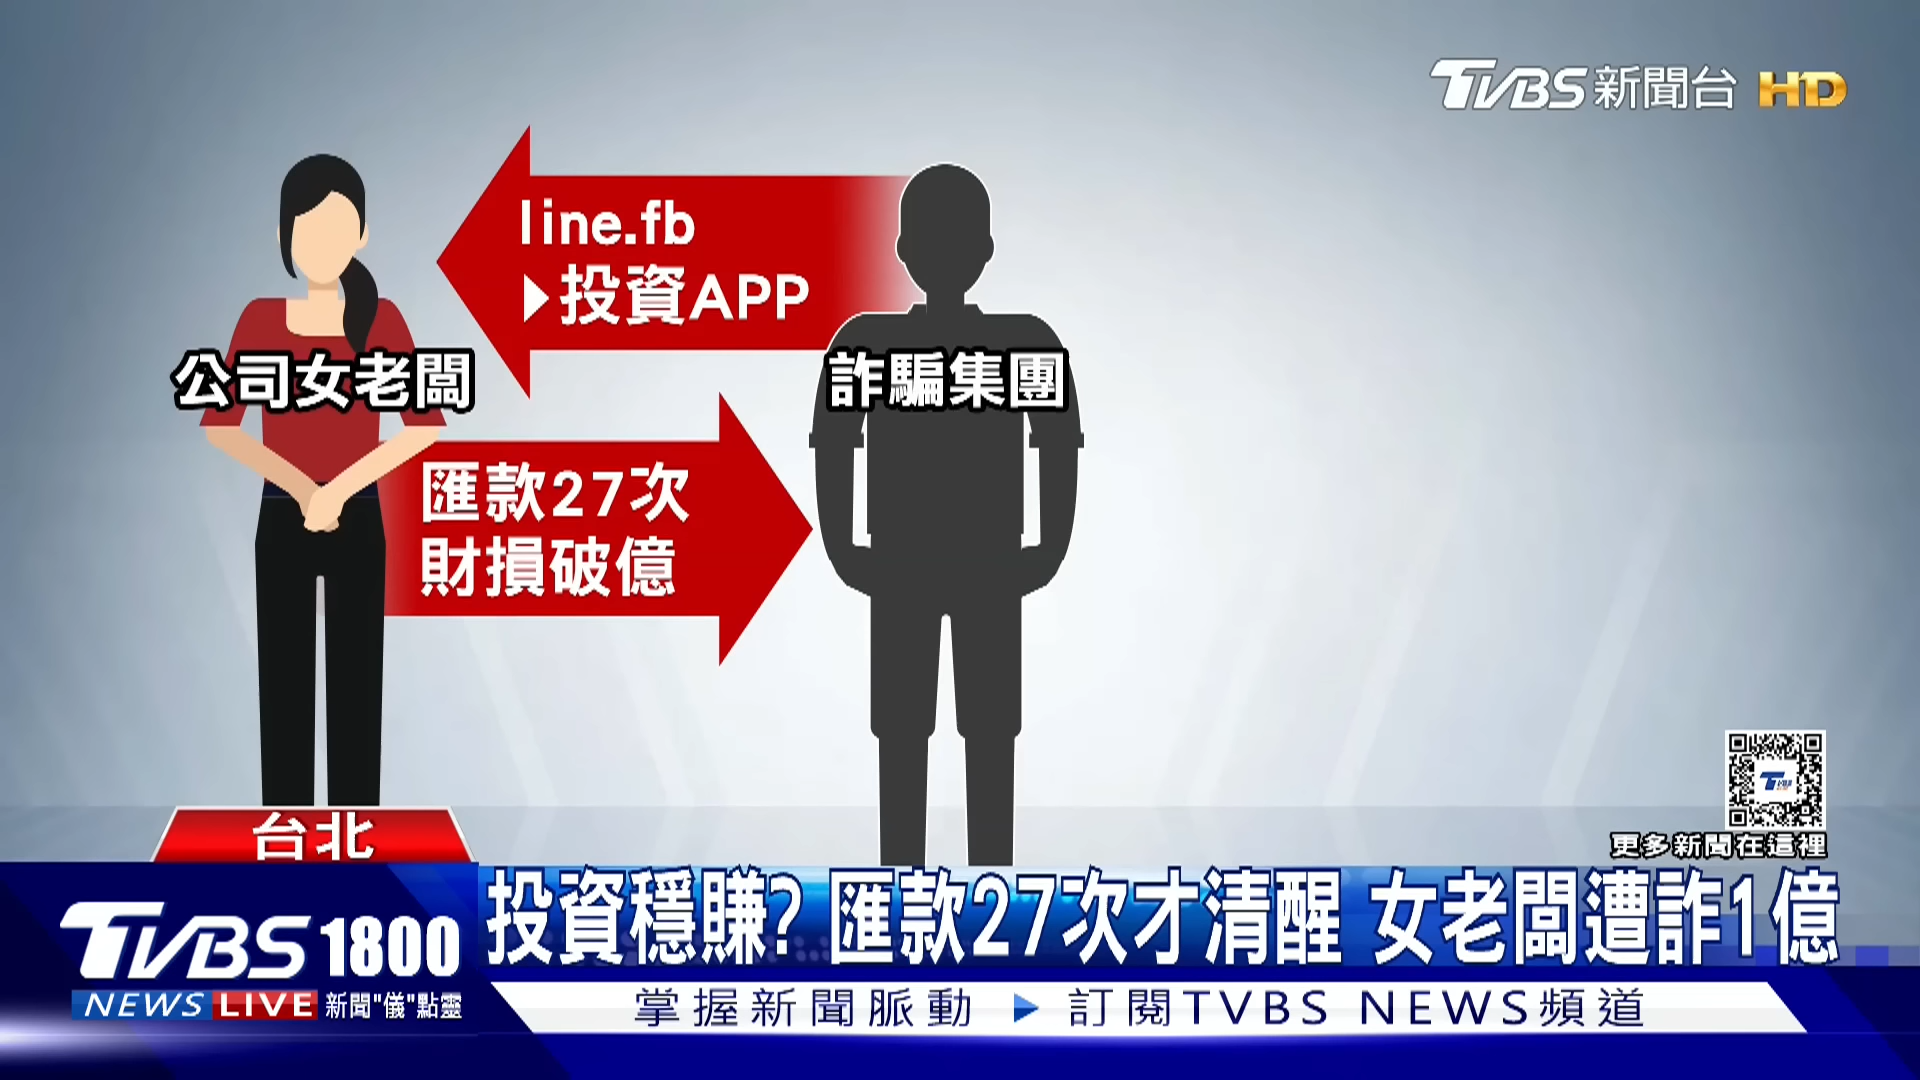 TVBS新聞台 HD
line.fb
▶投資APP
公司女老闆
詐騙集團
匯款27次
財損破億
台北
更多新聞在這裡
投資穩賺? 匯款27次才清醒 女老闆遭詐1億
TVBS 1800
NEWS LIVE 新聞"儀"點靈
掌握新聞脈動 ▶ 訂閱TVBS NEWS頻道